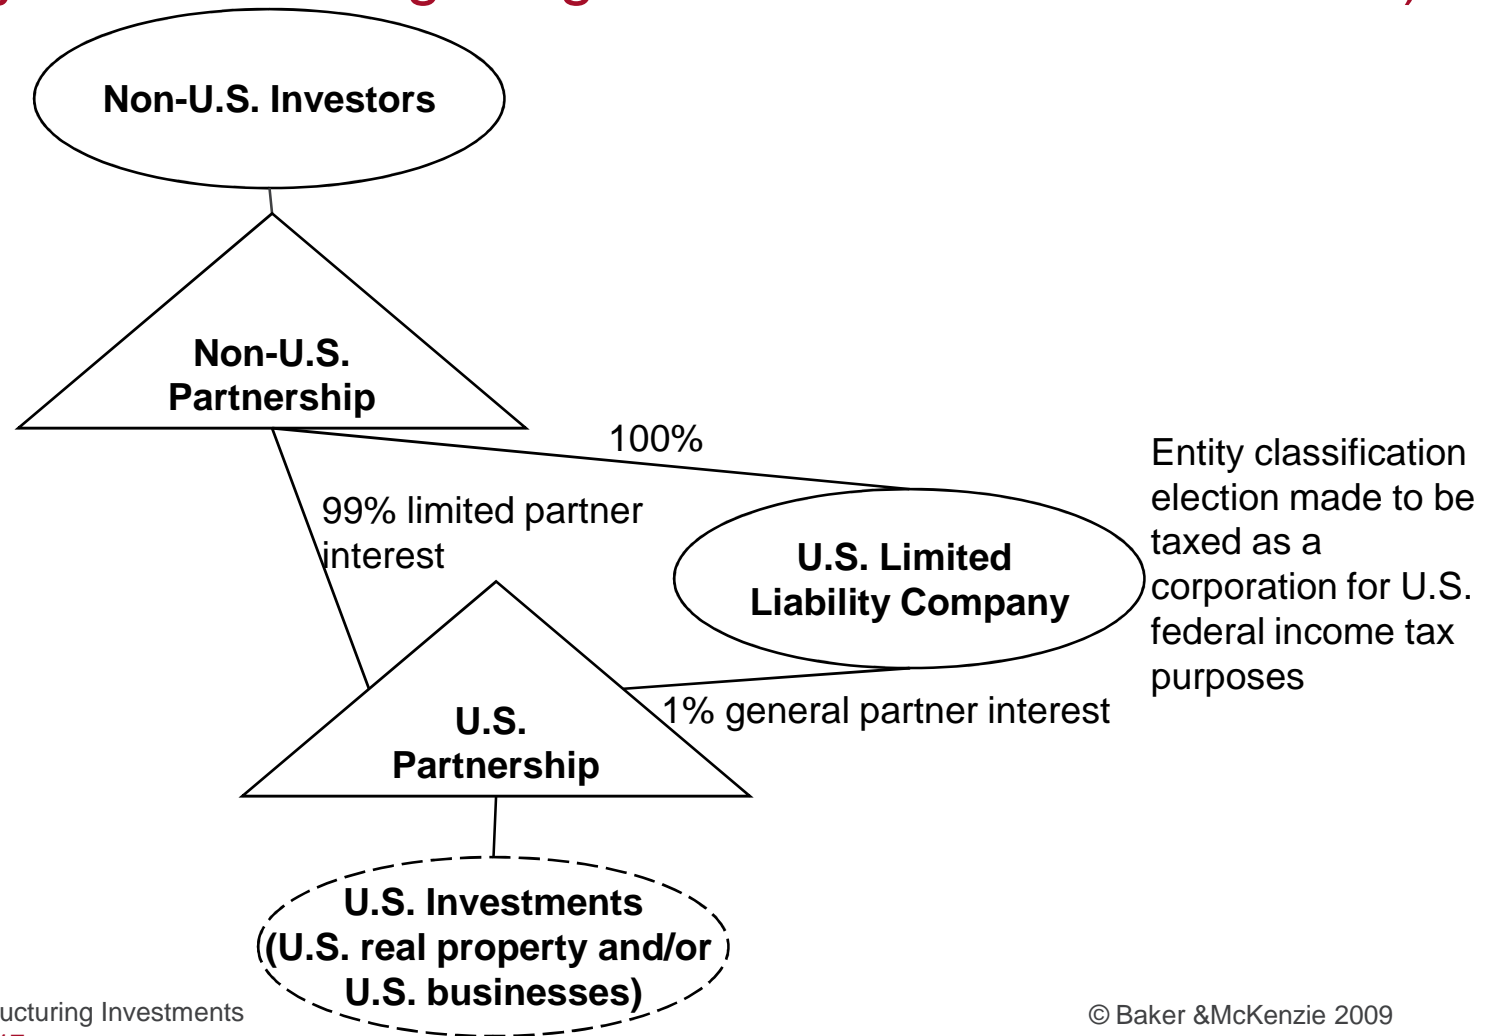 Non-U.S. Investors
Non-U.S.
Partnership
100%
99% limited partner
interest
U.S. Limited
Liability Company
Entity classification
election made to be
taxed as a
corporation for U.S.
federal income tax
purposes
1% general partner interest
U.S.
Partnership
U.S. Investments
(U.S. real property and/or
U.S. businesses)
ucturing Investments
© Baker &McKenzie 2009